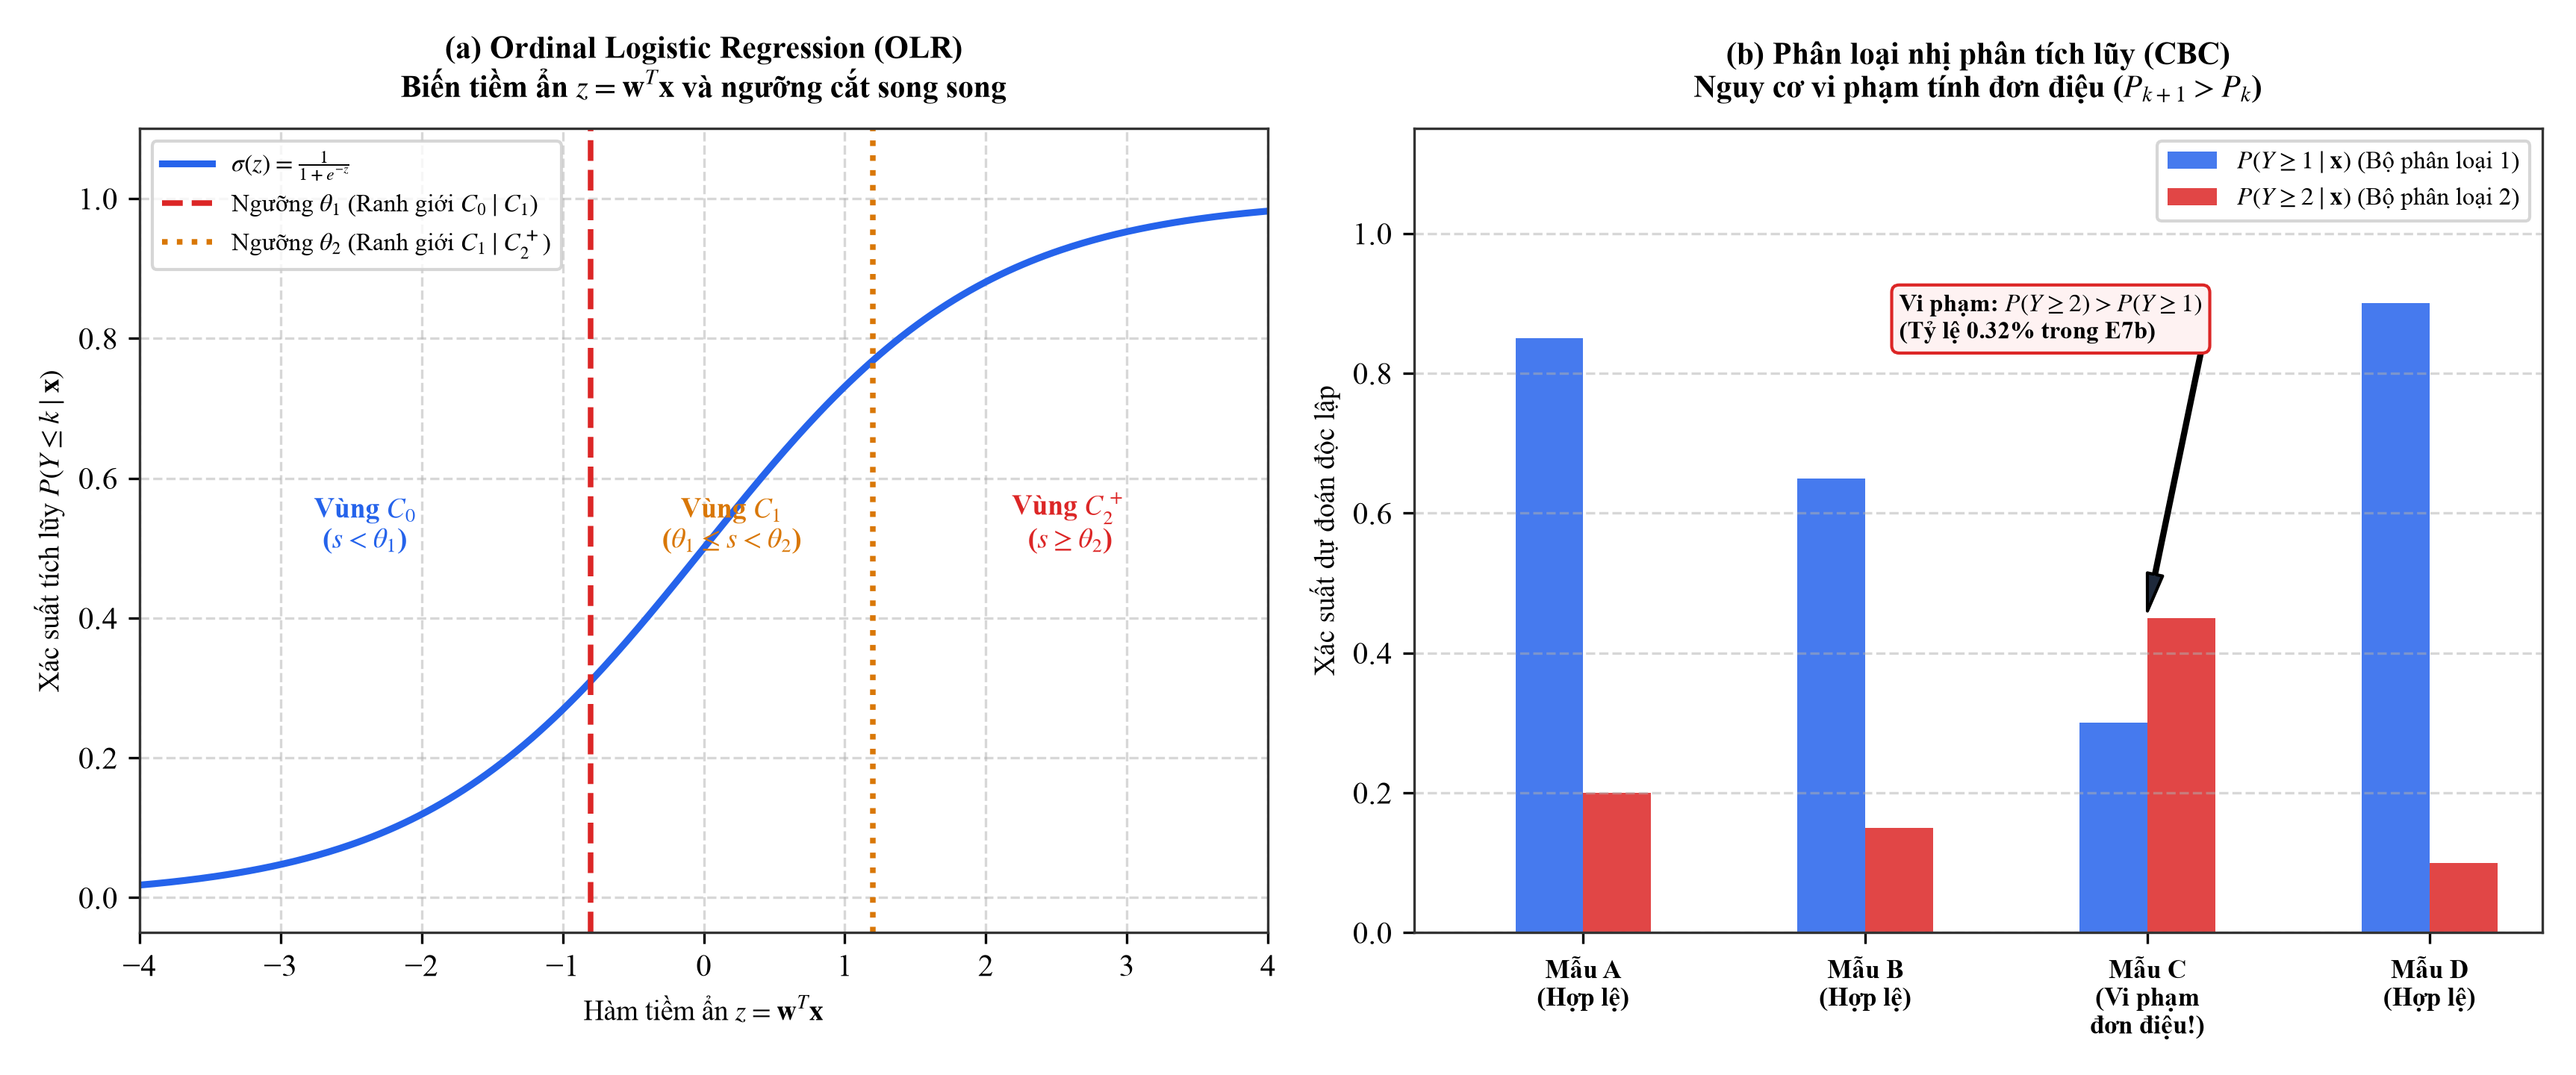 (a) Ordinal Logistic Regression (OLR)
Biến tiềm ẩn z = wᵀx và ngưỡng cắt song song
σ(z) = 1/(1 + e⁻ᶻ)
Ngưỡng θ₁ (Ranh giới C₀ | C₁)
Ngưỡng θ₂ (Ranh giới C₁ | C₂⁺)
Xác suất tích lũy P(Y ≤ k | x)
1.0
0.8
0.6
0.4
0.2
0.0
Vùng C₀
(s < θ₁)
Vùng C₁
(θ₁ ≤ s < θ₂)
Vùng C₂⁺
(s ≥ θ₂)
−4 −3 −2 −1 0 1 2 3 4
Hàm tiềm ẩn z = wᵀx
(b) Phân loại nhị phân tích lũy (CBC)
Nguy cơ vi phạm tính đơn điệu (Pₖ₊₁ > Pₖ)
P(Y ≥ 1 | x) (Bộ phân loại 1)
P(Y ≥ 2 | x) (Bộ phân loại 2)
Vi phạm: P(Y ≥ 2) > P(Y ≥ 1)
(Tỷ lệ 0.32% trong E7b)
Xác suất dự đoán độc lập
1.0
0.8
0.6
0.4
0.2
0.0
Mẫu A
(Hợp lệ)
Mẫu B
(Hợp lệ)
Mẫu C
(Vi phạm
đơn điệu!)
Mẫu D
(Hợp lệ)